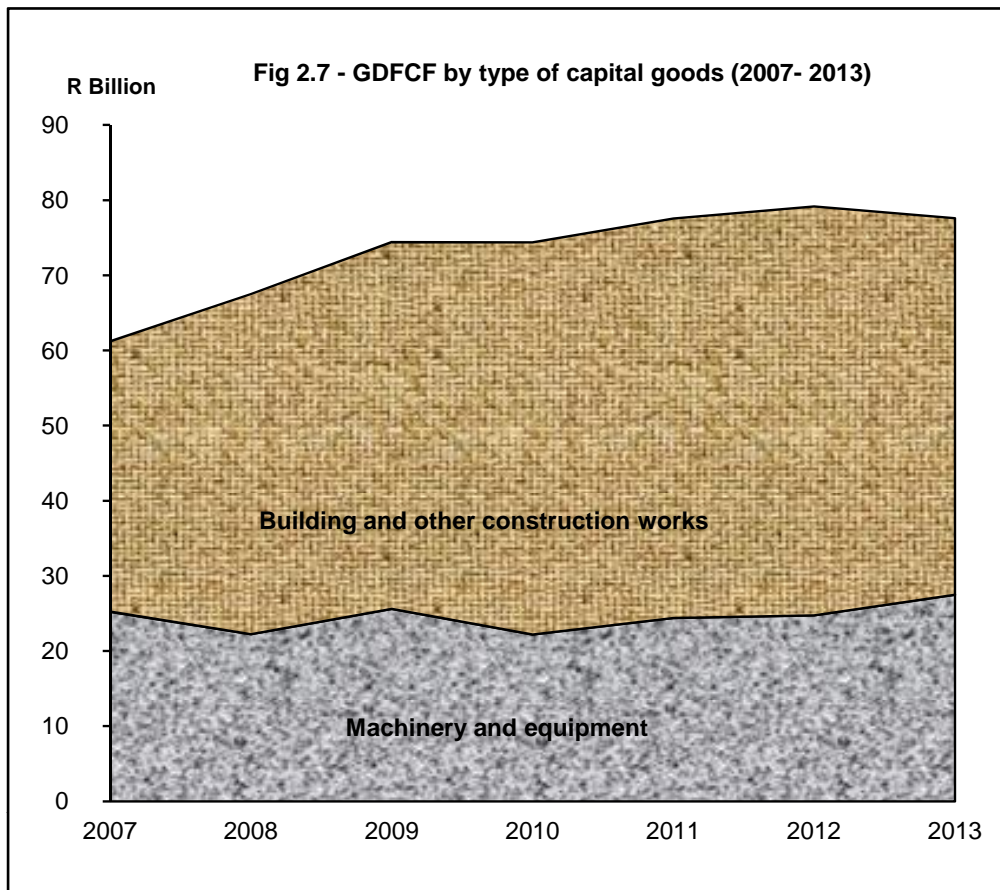 Fig 2.7 - GDFCF by type of capital goods (2007- 2013)
R Billion
90
80
70
60
50
40
30
20
10
0
Building and other construction works
Machinery and equipment
2007 2008 2009 2010 2011 2012 2013